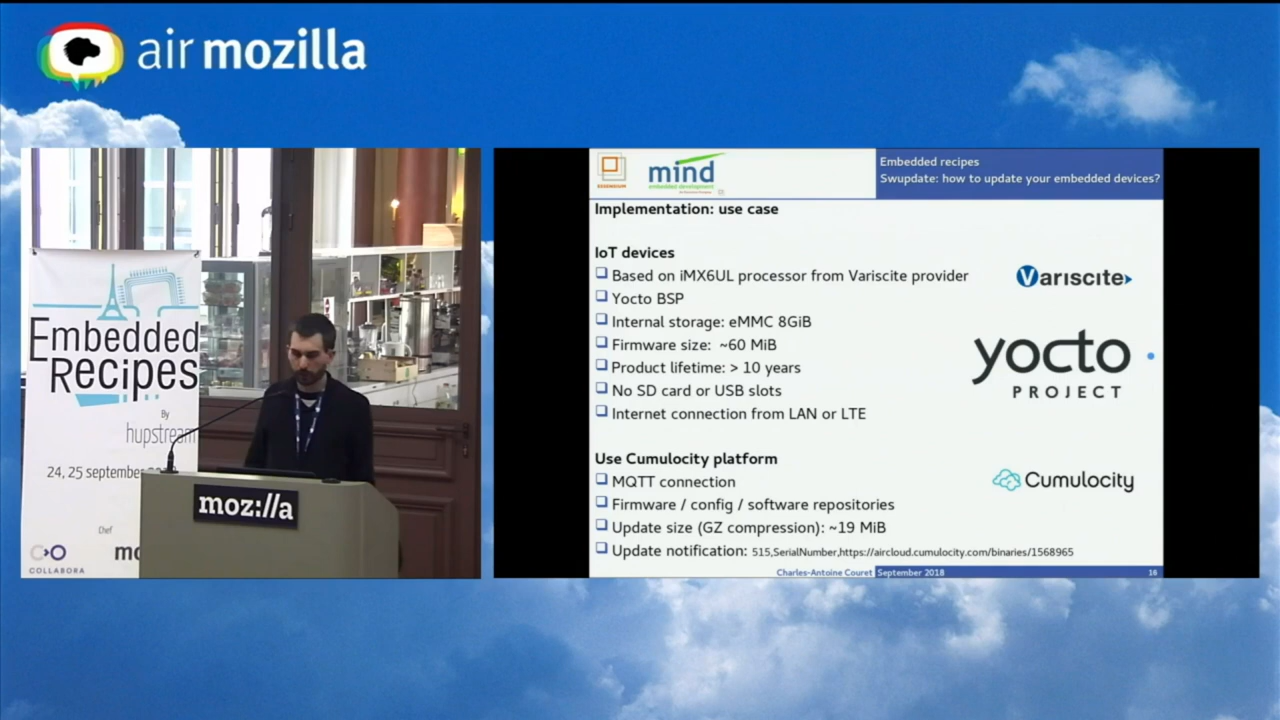 air mozilla
Embedded
Recipes
By
hupstream
24, 25 september
Chef
COLLABORA
moz://a
ESSENSIUM
mind
embedded development
Embedded recipes
Swupdate: how to update your embedded devices?
Implementation: use case
IoT devices
Based on iMX6UL processor from Variscite provider
Yocto BSP
Internal storage: eMMC 8GiB
Firmware size: ~60 MiB
Product lifetime: > 10 years
No SD card or USB slots
Internet connection from LAN or LTE
Variscite
yocto
PROJECT
Use Cumulocity platform
MQTT connection
Firmware / config / software repositories
Update size (GZ compression): ~19 MiB
Update notification: 515,SerialNumber,https://aircloud.cumulocity.com/binaries/1568965
Cumulocity
Charles-Antoine Couret September 2018 16